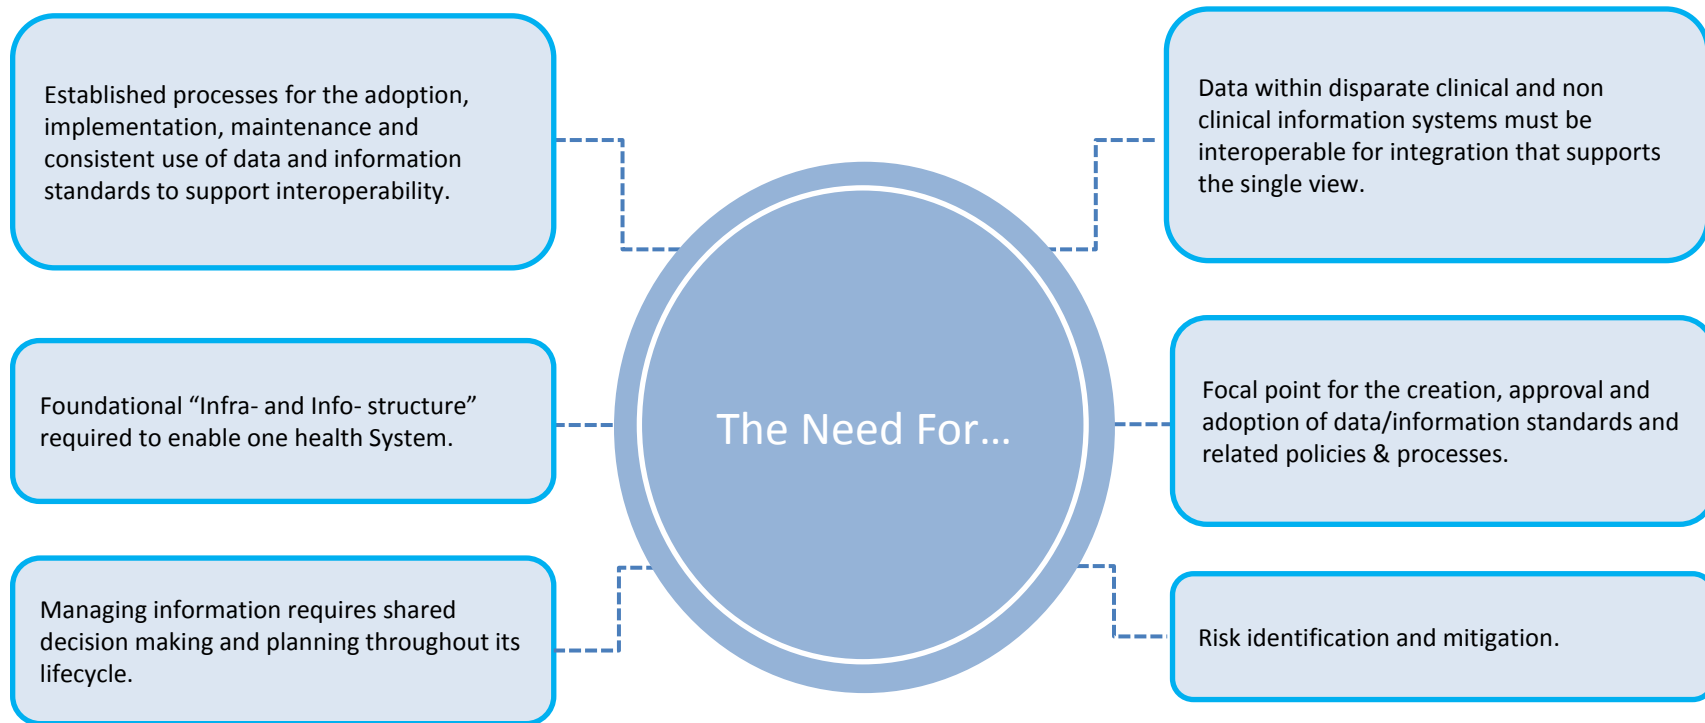 Established processes for the adoption,
implementation, maintenance and
consistent use of data and information
standards to support interoperability.
Data within disparate clinical and non
clinical information systems must be
interoperable for integration that supports
the single view.
Foundational “Infra- and Info- structure”
required to enable one health System.
The Need For...
Focal point for the creation, approval and
adoption of data/information standards and
related policies & processes.
Managing information requires shared
decision making and planning throughout its
lifecycle.
Risk identification and mitigation.